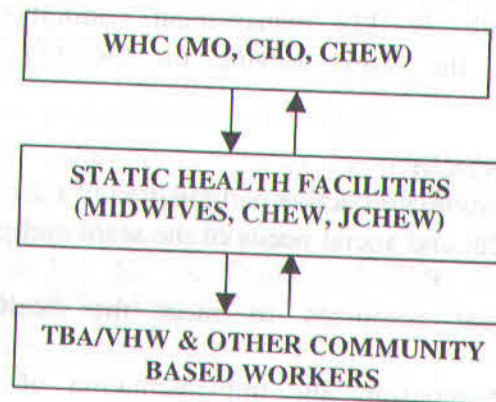 WHC (MO, CHO, CHEW)
STATIC HEALTH FACILITIES
(MIDWIVES, CHEW, JCHEW)
TBA/VHW & OTHER COMMUNITY
BASED WORKERS